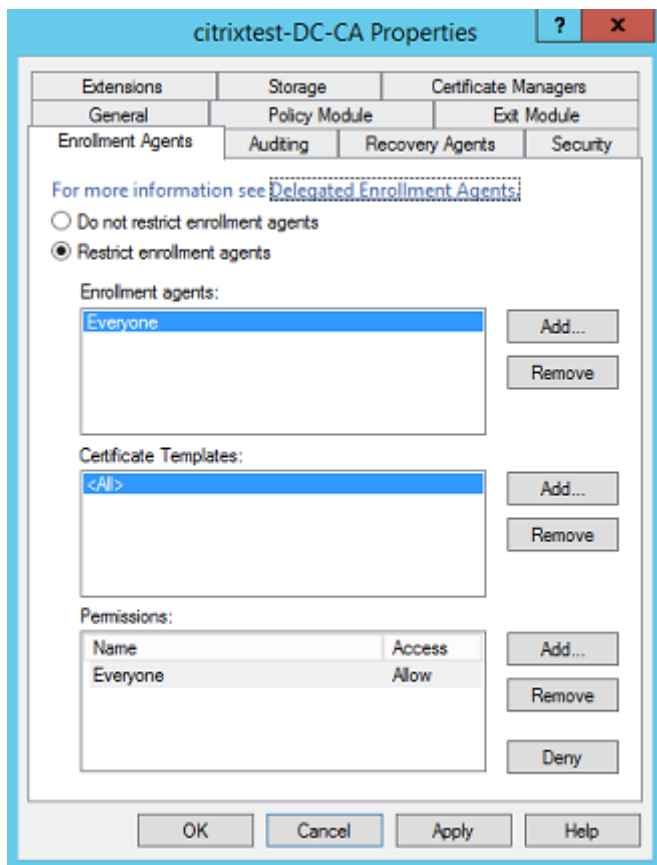 citrixtest-DC-CA Properties
? x
Extensions Storage Certificate Managers
General Policy Module Exit Module
Enrollment Agents Auditing Recovery Agents Security
For more information see Delegated Enrollment Agents.
Do not restrict enrollment agents
Restrict enrollment agents
Enrollment agents:
Everyone
Add...
Remove
Certificate Templates:
<All>
Add...
Remove
Permissions:
Name Access
Everyone Allow
Add...
Remove
Deny
OK Cancel Apply Help